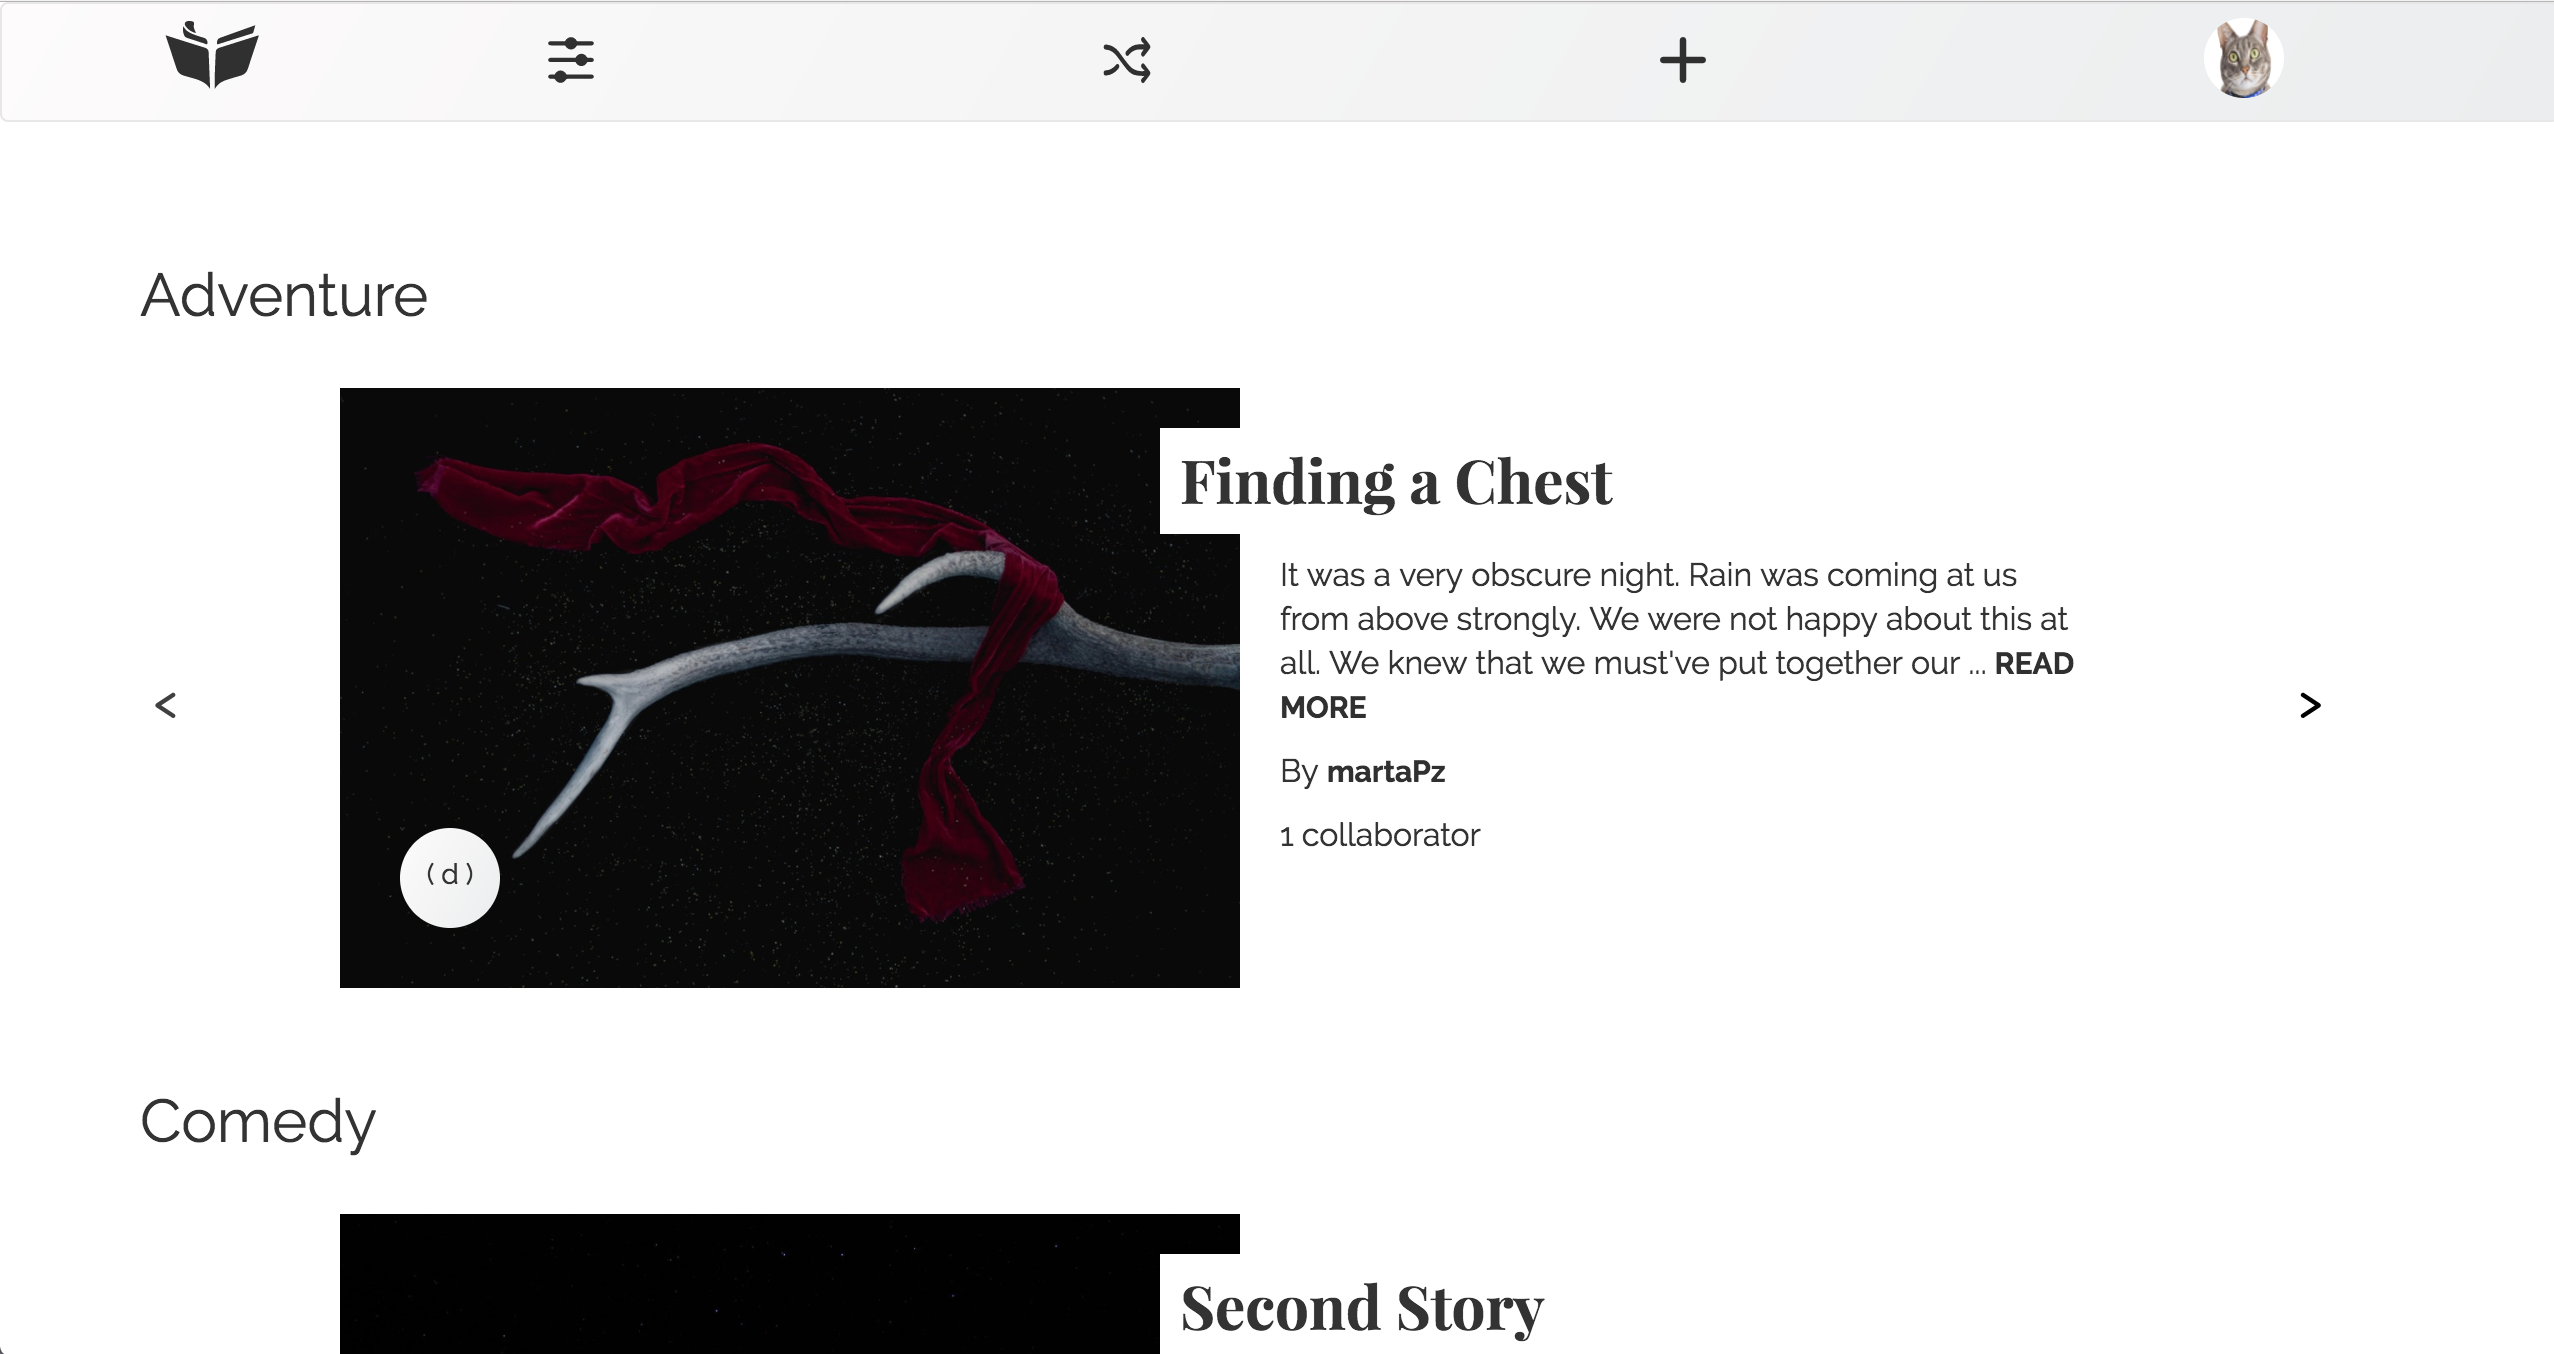 Adventure
Finding a Chest
It was a very obscure night. Rain was coming at us
from above strongly. We were not happy about this at
all. We knew that we must've put together our ... READ
MORE
By martaPz
1 collaborator
<
>
(d)
Comedy
Second Story